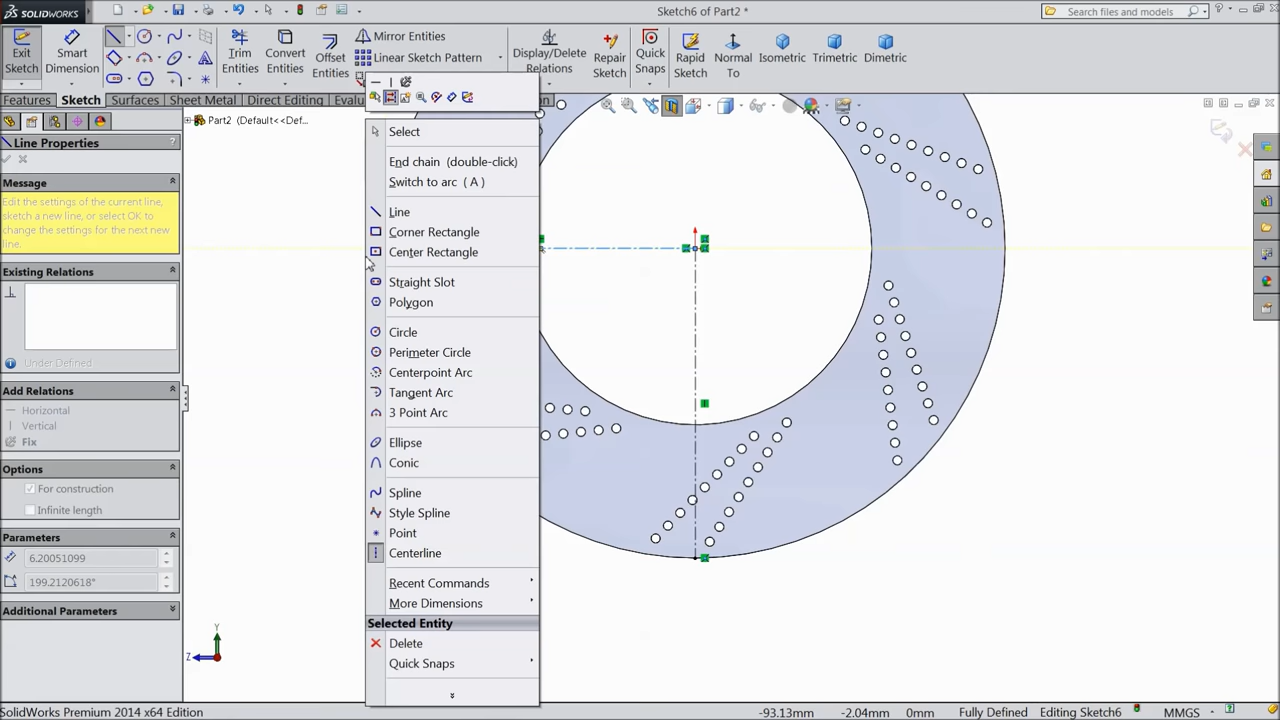 SOLIDWORKS
Sketch6 of Part2 *
Search files and models
Exit Sketch
Smart Dimension
Trim Entities
Convert Entities
Offset Entities
Mirror Entities
Linear Sketch Pattern
Display/Delete Relations
Repair Sketch
Quick Snaps
Rapid Sketch
Normal To
Isometric
Trimetric
Dimetric
Features
Sketch
Surfaces
Sheet Metal
Direct Editing
Evalu
Part2 (Default<<Def...
Line Properties
?
Message
Edit the settings of the current line, sketch a new line, or select OK to change the settings for the next new line.
Existing Relations
Under Defined
Add Relations
Horizontal
Vertical
Fix
Options
For construction
Infinite length
Parameters
6.20051099
199.2120618°
Additional Parameters
Select
End chain (double-click)
Switch to arc ( A )
Line
Corner Rectangle
Center Rectangle
Straight Slot
Polygon
Circle
Perimeter Circle
Centerpoint Arc
Tangent Arc
3 Point Arc
Ellipse
Conic
Spline
Style Spline
Point
Centerline
Recent Commands
More Dimensions
Selected Entity
Delete
Quick Snaps
Y
Z
SolidWorks Premium 2014 x64 Edition
-93.13mm
-2.04mm
0mm
Fully Defined
Editing Sketch6
MMGS